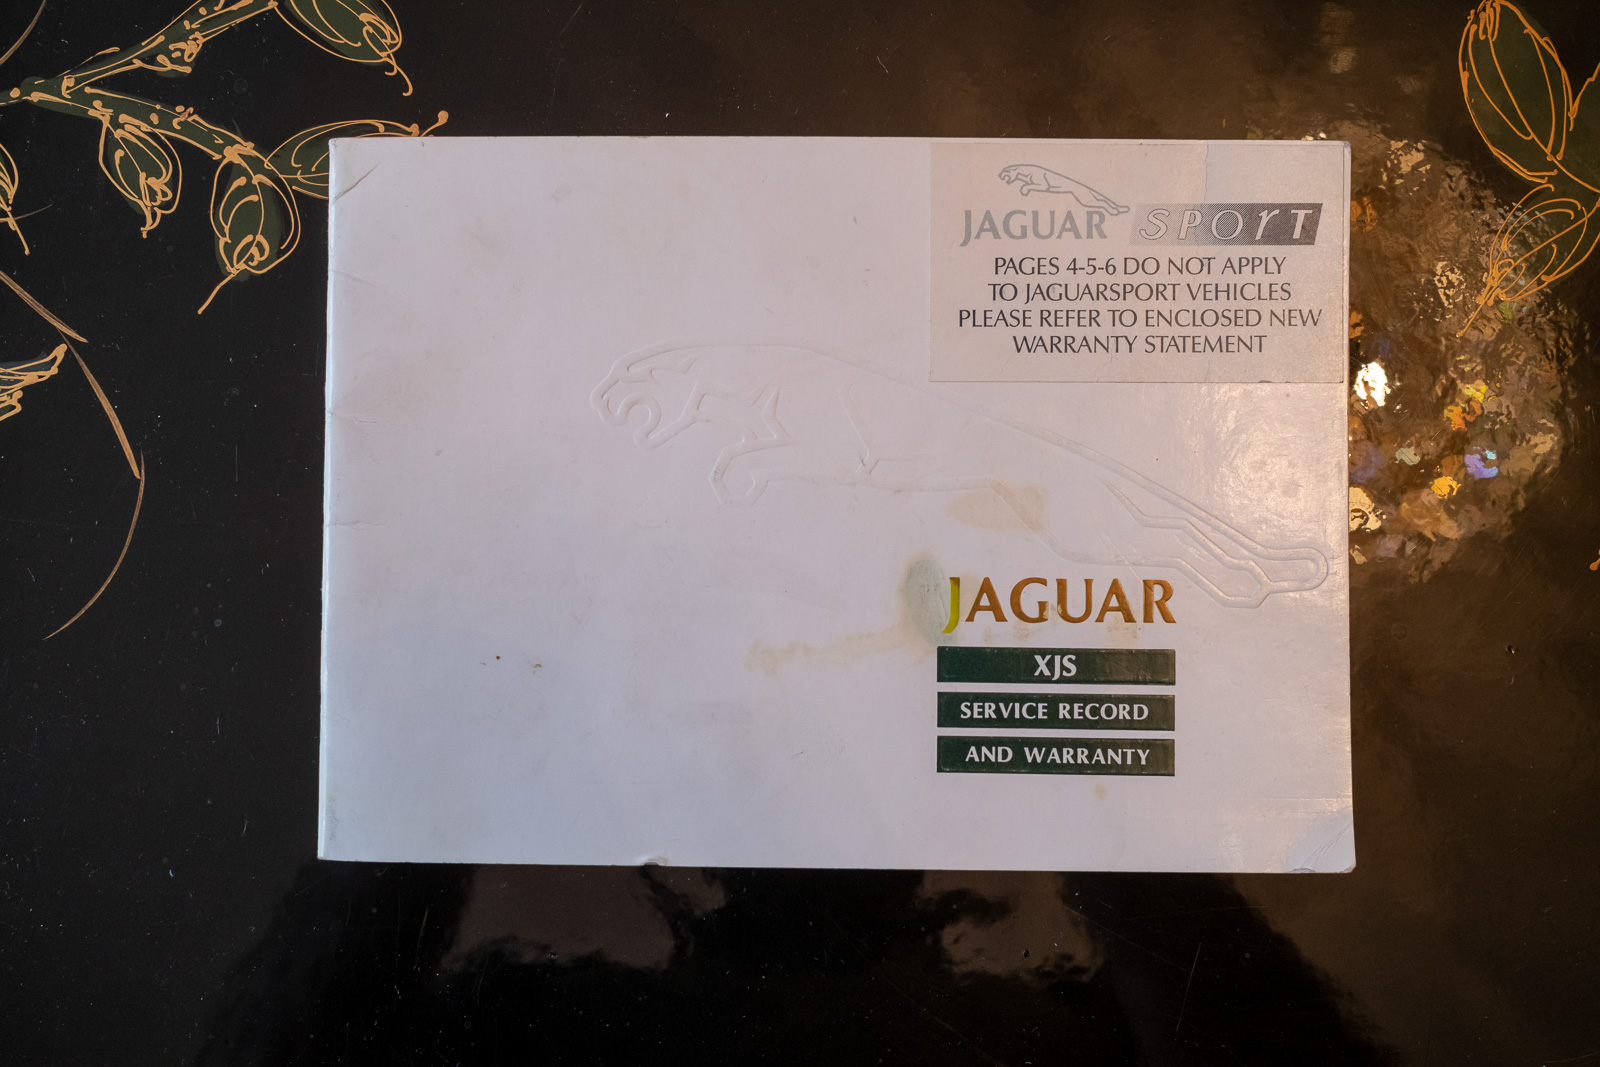 JAGUAR SPORT
PAGES 4-5-6 DO NOT APPLY
TO JAGUARSPORT VEHICLES
PLEASE REFER TO ENCLOSED NEW
WARRANTY STATEMENT
JAGUAR
XJS
SERVICE RECORD
AND WARRANTY